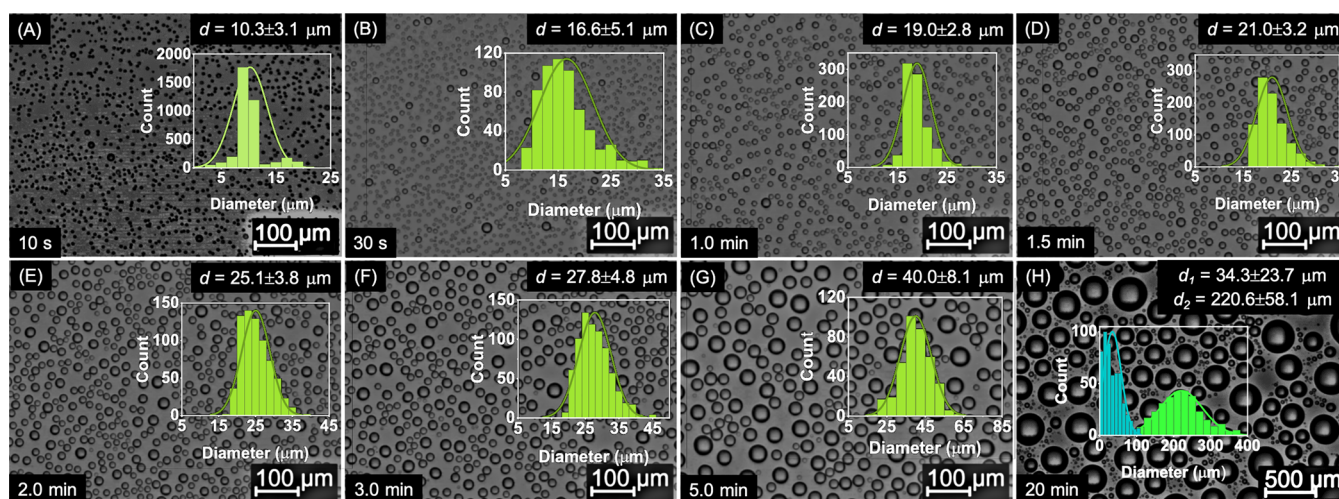 (A) d = 10.3±3.1 μm
2000
1500
1000
500
0
Count
5 15 25
Diameter (μm)
10 s
100 μm
(B) d = 16.6±5.1 μm
120
80
40
0
Count
5 15 25 35
Diameter (μm)
30 s
100 μm
(C) d = 19.0±2.8 μm
300
200
100
0
Count
5 15 25 35
Diameter (μm)
1.0 min
100 μm
(D) d = 21.0±3.2 μm
300
200
100
0
Count
5 15 25
Diameter (μm)
1.5 min
100 μm
(E) d = 25.1±3.8 μm
150
100
50
0
Count
5 15 25 35 45
Diameter (μm)
2.0 min
100 μm
(F) d = 27.8±4.8 μm
150
100
50
0
Count
5 15 25 35 45
Diameter (μm)
3.0 min
100 μm
(G) d = 40.0±8.1 μm
120
80
40
0
Count
5 25 45 65 85
Diameter (μm)
5.0 min
100 μm
(H) d1 = 34.3±23.7 μm
d2 = 220.6±58.1 μm
100
50
0
Count
0 100 200 300 400
Diameter (μm)
20 min
500 μm